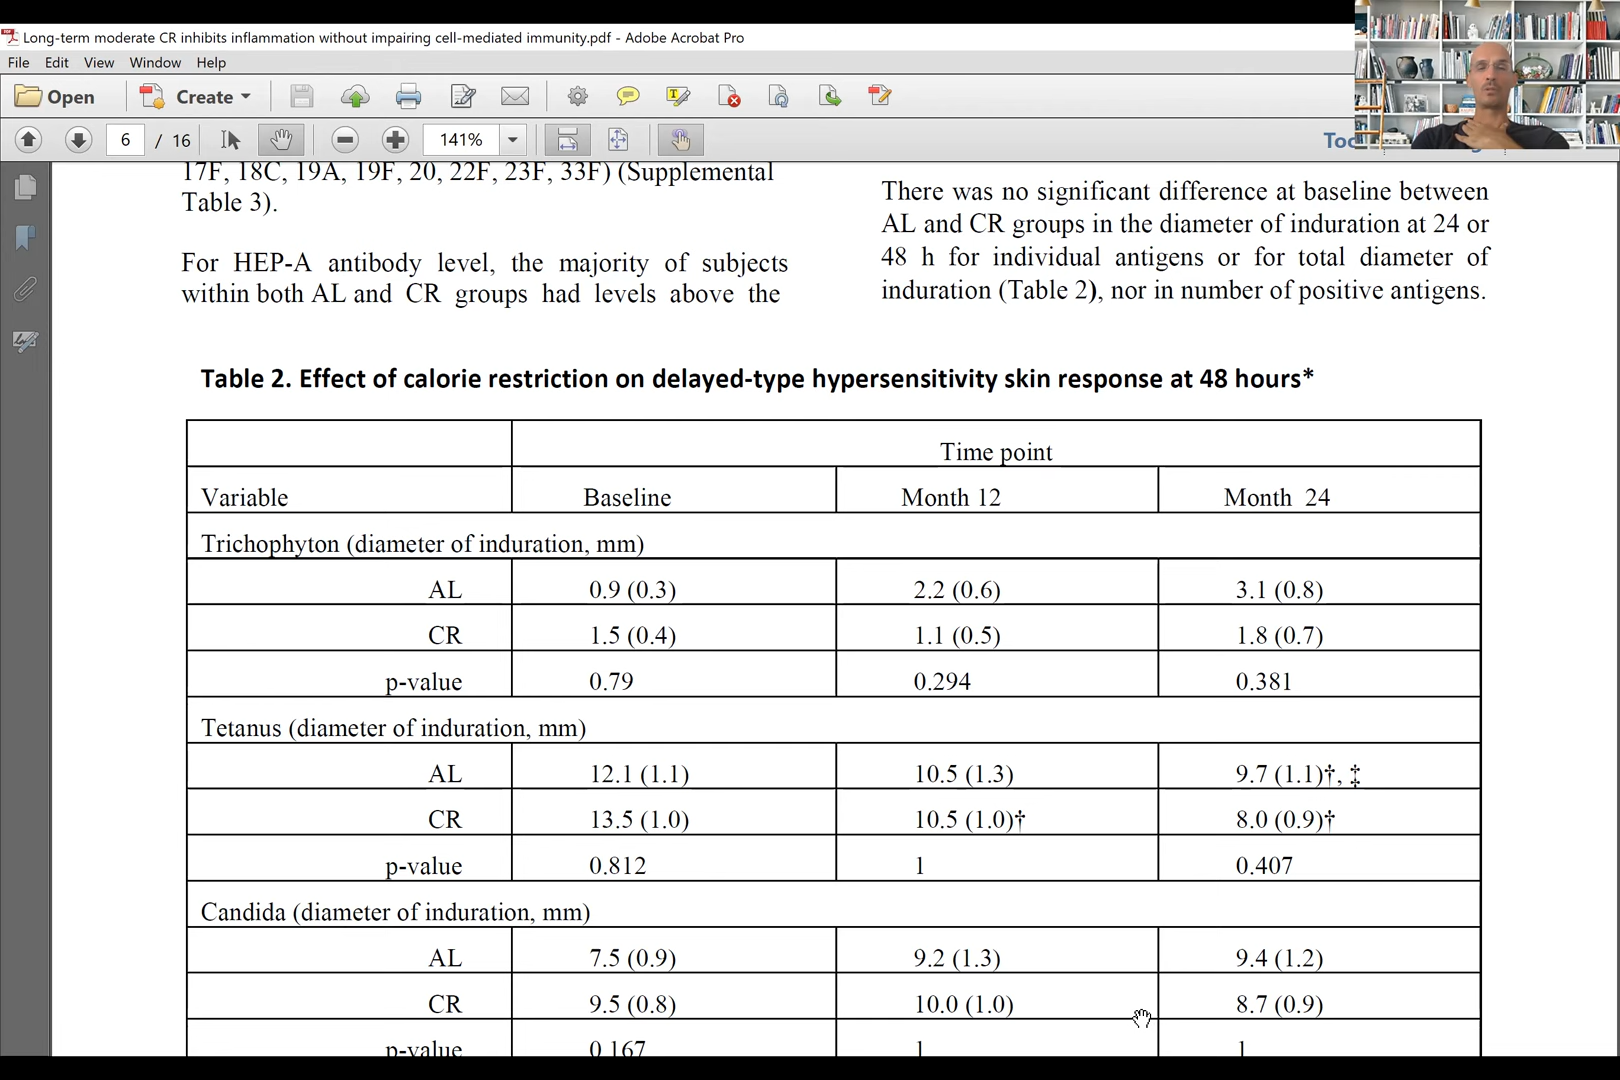 Long-term moderate CR inhibits inflammation without impairing cell-mediated immunity.pdf - Adobe Acrobat Pro
File Edit View Window Help
Open Create
6 / 16 141%
17F, 18C, 19A, 19F, 20, 22F, 23F, 33F) (Supplemental
Table 3).
For HEP-A antibody level, the majority of subjects
within both AL and CR groups had levels above the
There was no significant difference at baseline between
AL and CR groups in the diameter of induration at 24 or
48 h for individual antigens or for total diameter of
induration (Table 2), nor in number of positive antigens.
Table 2. Effect of calorie restriction on delayed-type hypersensitivity skin response at 48 hours*
Time point
Variable Baseline Month 12 Month 24
Trichophyton (diameter of induration, mm)
AL 0.9 (0.3) 2.2 (0.6) 3.1 (0.8)
CR 1.5 (0.4) 1.1 (0.5) 1.8 (0.7)
p-value 0.79 0.294 0.381
Tetanus (diameter of induration, mm)
AL 12.1 (1.1) 10.5 (1.3) 9.7 (1.1)†, ‡
CR 13.5 (1.0) 10.5 (1.0)† 8.0 (0.9)†
p-value 0.812 1 0.407
Candida (diameter of induration, mm)
AL 7.5 (0.9) 9.2 (1.3) 9.4 (1.2)
CR 9.5 (0.8) 10.0 (1.0) 8.7 (0.9)
p-value 0.167 1 1